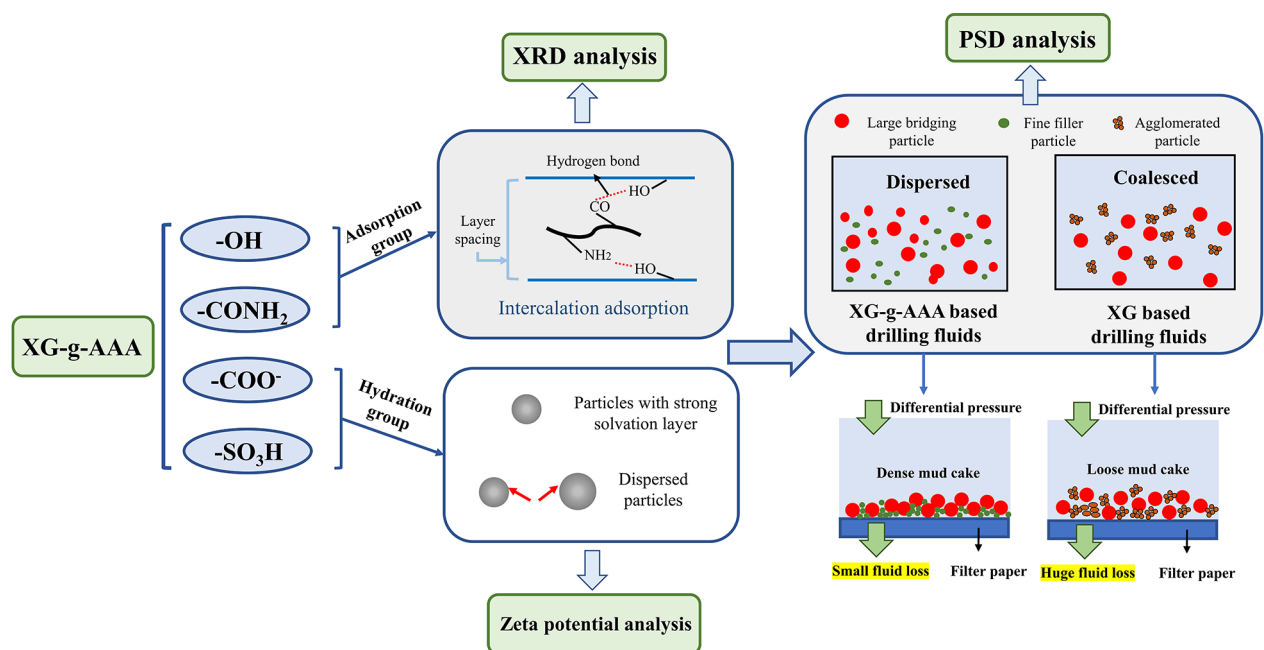 XG-g-AAA
-OH
-CONH₂
-COO⁻
-SO₃H
Adsorption
group
Hydration
group
XRD analysis
Hydrogen bond
HO
CO
Layer
spacing
NH₂
HO
Intercalation adsorption
Particles with strong
solvation layer
Dispersed
particles
Zeta potential analysis
PSD analysis
Large bridging
particle
Fine filler
particle
Agglomerated
particle
Dispersed
Coalesced
XG-g-AAA based
drilling fluids
XG based
drilling fluids
Differential pressure
Dense mud cake
Small fluid loss
Filter paper
Differential pressure
Loose mud cake
Huge fluid loss
Filter paper